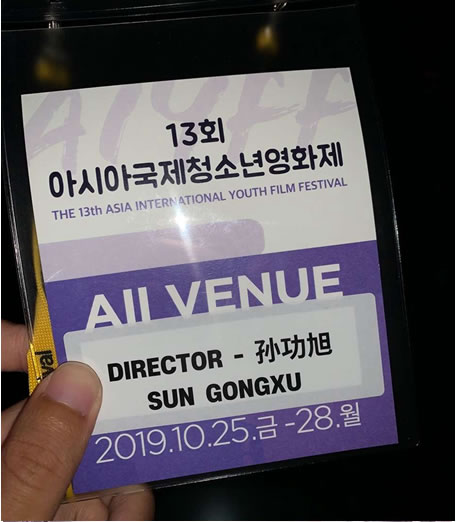 AIYFF
13회
아시아국제청소년영화제
THE 13th ASIA INTERNATIONAL YOUTH FILM FESTIVAL
All VENUE
DIRECTOR - 孙功旭
SUN GONGXU
2019.10.25.금 -28.월